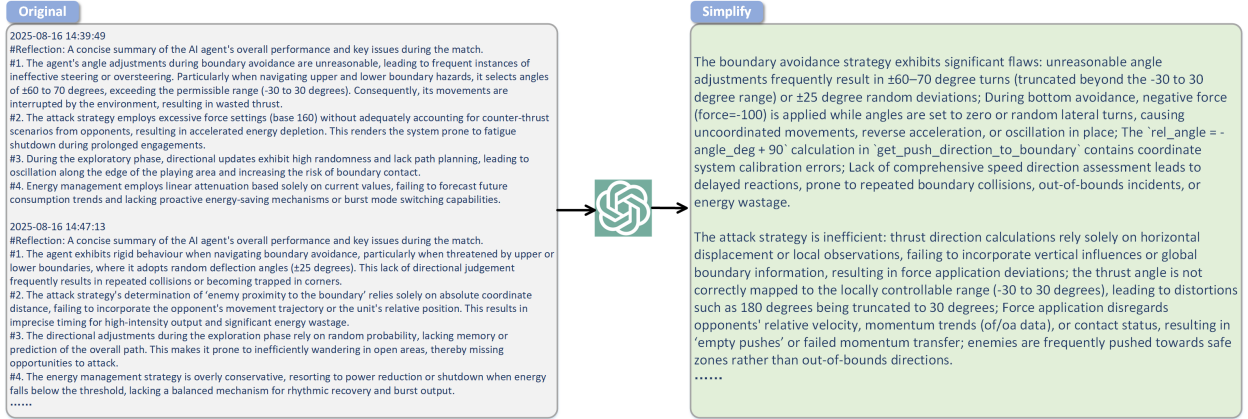 Original
2025-08-16 14:39:49
#Reflection: A concise summary of the AI agent's overall performance and key issues during the match.
#1. The agent's angle adjustments during boundary avoidance are unreasonable, leading to frequent instances of
ineffective steering or oversteering. Particularly when navigating upper and lower boundary hazards, it selects angles
of ±60 to 70 degrees, exceeding the permissible range (-30 to 30 degrees). Consequently, its movements are
interrupted by the environment, resulting in wasted thrust.
#2. The attack strategy employs excessive force settings (base 160) without adequately accounting for counter-thrust
scenarios from opponents, resulting in accelerated energy depletion. This renders the system prone to fatigue
shutdown during prolonged engagements.
#3. During the exploratory phase, directional updates exhibit high randomness and lack path planning, leading to
oscillation along the edge of the playing area and increasing the risk of boundary contact.
#4. Energy management employs linear attenuation based solely on current values, failing to forecast future
consumption trends and lacking proactive energy-saving mechanisms or burst mode switching capabilities.
2025-08-16 14:47:13
#Reflection: A concise summary of the AI agent's overall performance and key issues during the match.
#1. The agent exhibits rigid behaviour when navigating boundary avoidance, particularly when threatened by upper or
lower boundaries, where it adopts random deflection angles (±25 degrees). This lack of directional judgement
frequently results in repeated collisions or becoming trapped in corners.
#2. The attack strategy's determination of ‘enemy proximity to the boundary’ relies solely on absolute coordinate
distance, failing to incorporate the opponent's movement trajectory or the unit's relative position. This results in
imprecise timing for high-intensity output and significant energy wastage.
#3. The directional adjustments during the exploration phase rely on random probability, lacking memory or
prediction of the overall path. This makes it prone to inefficiently wandering in open areas, thereby missing
opportunities to attack.
#4. The energy management strategy is overly conservative, resorting to power reduction or shutdown when energy
falls below the threshold, lacking a balanced mechanism for rhythmic recovery and burst output.
......
Simplify
The boundary avoidance strategy exhibits significant flaws: unreasonable angle
adjustments frequently result in ±60–70 degree turns (truncated beyond the -30 to 30
degree range) or ±25 degree random deviations; During bottom avoidance, negative force
(force=-100) is applied while angles are set to zero or random lateral turns, causing
uncoordinated movements, reverse acceleration, or oscillation in place; The `rel_angle = -
angle_deg + 90` calculation in `get_push_direction_to_boundary` contains coordinate
system calibration errors; Lack of comprehensive speed direction assessment leads to
delayed reactions, prone to repeated boundary collisions, out-of-bounds incidents, or
energy wastage.
The attack strategy is inefficient: thrust direction calculations rely solely on horizontal
displacement or local observations, failing to incorporate vertical influences or global
boundary information, resulting in force application deviations; the thrust angle is not
correctly mapped to the locally controllable range (-30 to 30 degrees), leading to distortions
such as 180 degrees being truncated to 30 degrees; Force application disregards
opponents' relative velocity, momentum trends (of/oa data), or contact status, resulting in
‘empty pushes’ or failed momentum transfer; enemies are frequently pushed towards safe
zones rather than out-of-bounds directions.
......